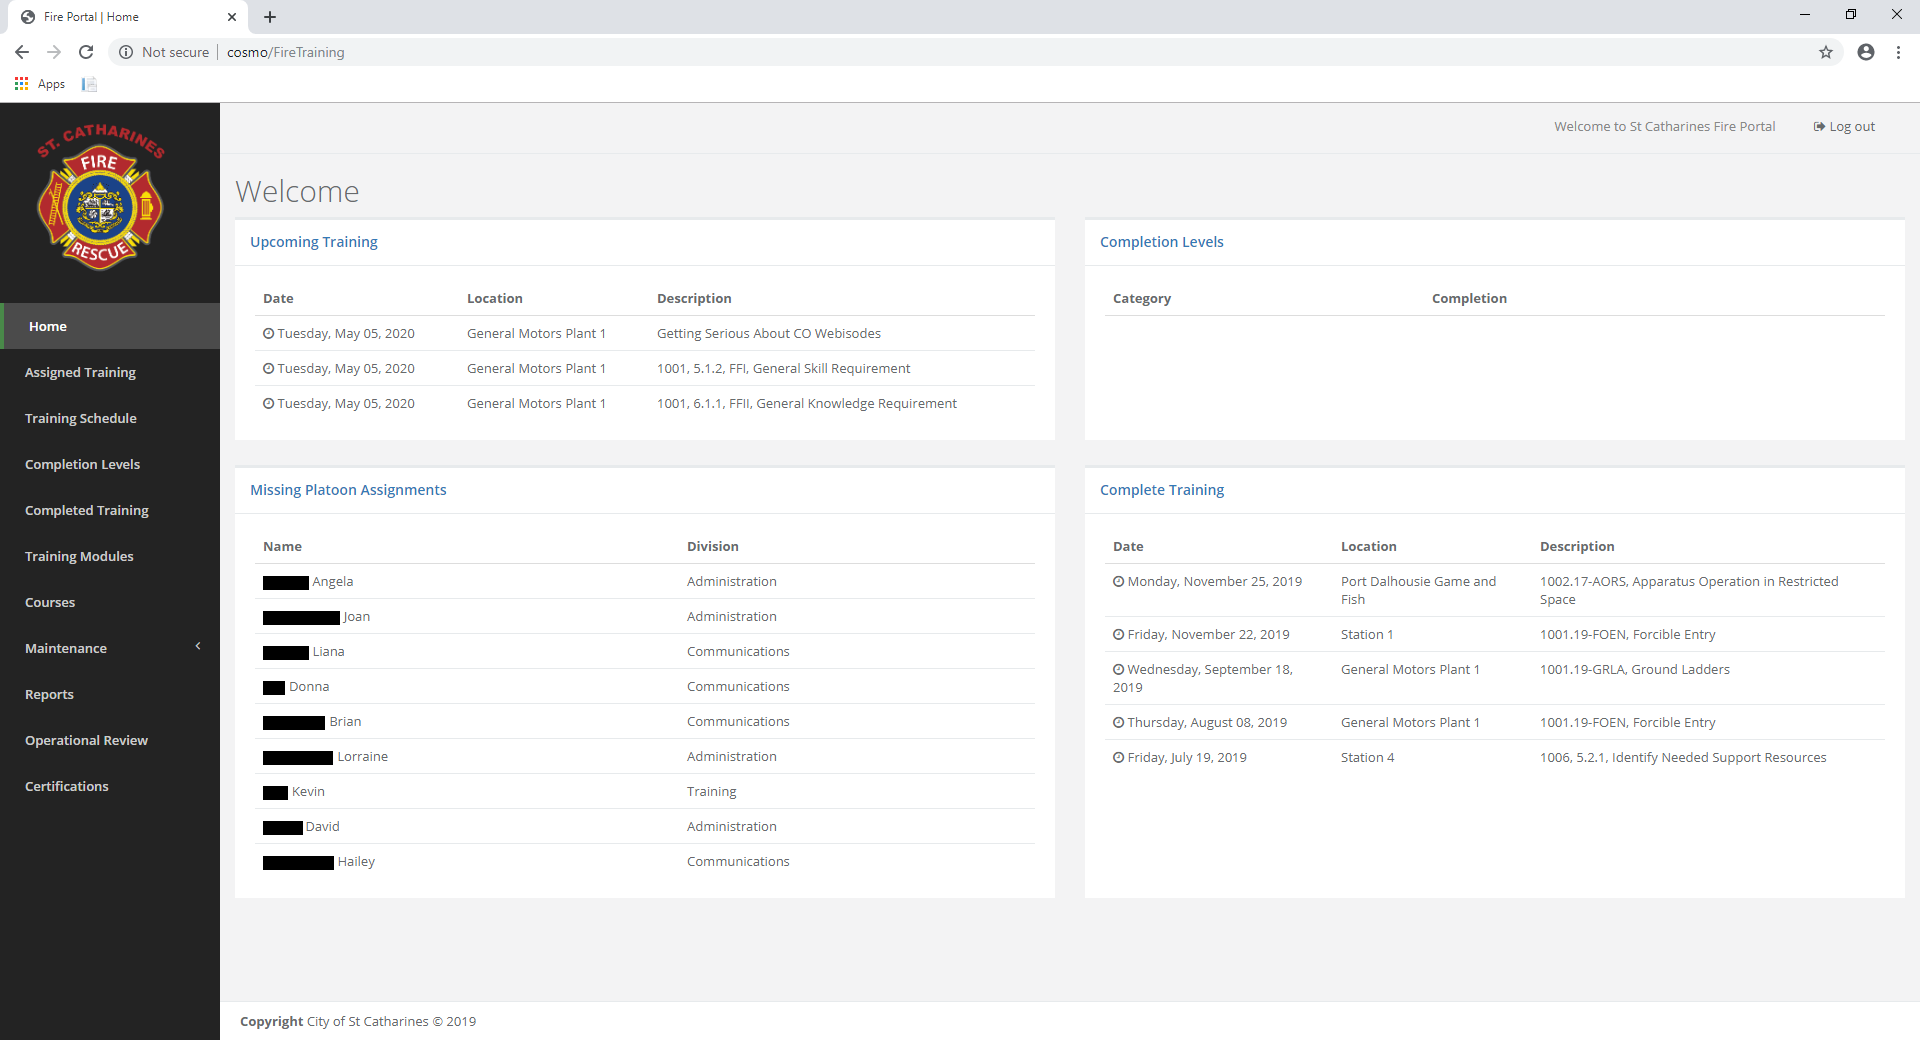 Fire Portal | Home
Not secure | cosmo/FireTraining
Apps
ST. CATHARINES
FIRE
RESCUE
Welcome to St Catharines Fire Portal Log out
Home
Assigned Training
Training Schedule
Completion Levels
Completed Training
Training Modules
Courses
Maintenance
Reports
Operational Review
Certifications
Welcome
Upcoming Training
Date Location Description
Tuesday, May 05, 2020 General Motors Plant 1 Getting Serious About CO Webisodes
Tuesday, May 05, 2020 General Motors Plant 1 1001, 5.1.2, FFI, General Skill Requirement
Tuesday, May 05, 2020 General Motors Plant 1 1001, 6.1.1, FFII, General Knowledge Requirement
Completion Levels
Category Completion
Missing Platoon Assignments
Name Division
Angela Administration
Joan Administration
Liana Communications
Donna Communications
Brian Communications
Lorraine Administration
Kevin Training
David Administration
Hailey Communications
Complete Training
Date Location Description
Monday, November 25, 2019 Port Dalhousie Game and 1002.17-AORS, Apparatus Operation in Restricted
Fish Space
Friday, November 22, 2019 Station 1 1001.19-FOEN, Forcible Entry
Wednesday, September 18, General Motors Plant 1 1001.19-GRLA, Ground Ladders
2019
Thursday, August 08, 2019 General Motors Plant 1 1001.19-FOEN, Forcible Entry
Friday, July 19, 2019 Station 4 1006, 5.2.1, Identify Needed Support Resources
Copyright City of St Catharines © 2019